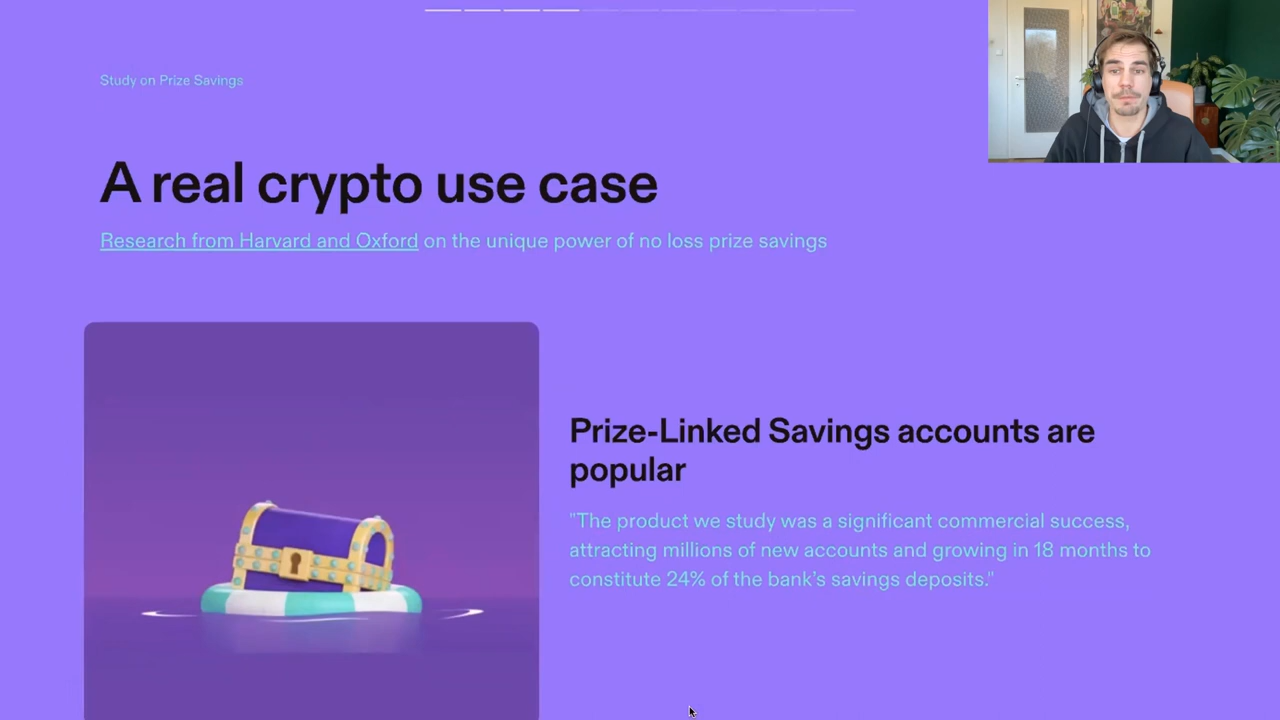 Study on Prize Savings
A real crypto use case
Research from Harvard and Oxford on the unique power of no loss prize savings
Prize-Linked Savings accounts are
popular
"The product we study was a significant commercial success,
attracting millions of new accounts and growing in 18 months to
constitute 24% of the bank’s savings deposits."